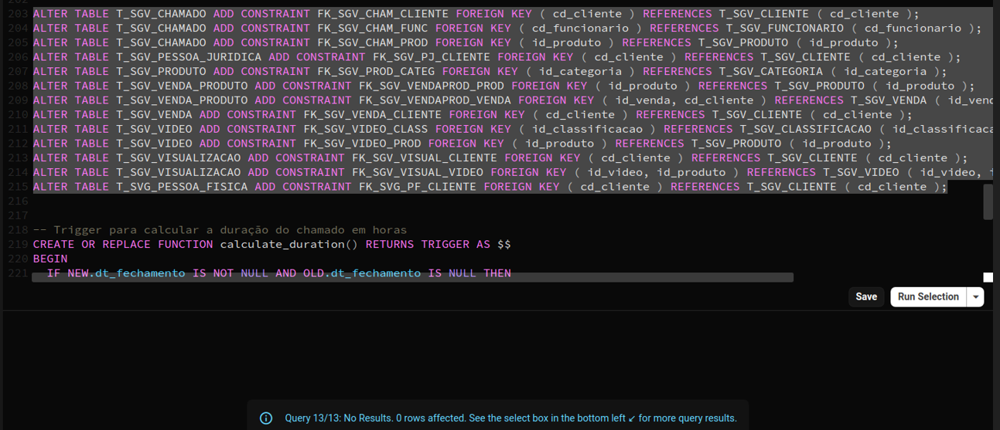 203 ALTER TABLE T_SGV_CHAMADO ADD CONSTRAINT FK_SGV_CHAM_CLIENTE FOREIGN KEY ( cd_cliente ) REFERENCES T_SGV_CLIENTE ( cd_cliente );
204 ALTER TABLE T_SGV_CHAMADO ADD CONSTRAINT FK_SGV_CHAM_FUNC FOREIGN KEY ( cd_funcionario ) REFERENCES T_SGV_FUNCIONARIO ( cd_funcionario );
205 ALTER TABLE T_SGV_CHAMADO ADD CONSTRAINT FK_SGV_CHAM_PROD FOREIGN KEY ( id_produto ) REFERENCES T_SGV_PRODUTO ( id_produto );
206 ALTER TABLE T_SGV_PESSOA_JURIDICA ADD CONSTRAINT FK_SGV_PJ_CLIENTE FOREIGN KEY ( cd_cliente ) REFERENCES T_SGV_CLIENTE ( cd_cliente );
207 ALTER TABLE T_SGV_PRODUTO ADD CONSTRAINT FK_SGV_PROD_CATEG FOREIGN KEY ( id_categoria ) REFERENCES T_SGV_CATEGORIA ( id_categoria );
208 ALTER TABLE T_SGV_VENDA_PRODUTO ADD CONSTRAINT FK_SGV_VENDAPROD_PROD FOREIGN KEY ( id_produto ) REFERENCES T_SGV_PRODUTO ( id_produto );
209 ALTER TABLE T_SGV_VENDA_PRODUTO ADD CONSTRAINT FK_SGV_VENDAPROD_VENDA FOREIGN KEY ( id_venda, cd_cliente ) REFERENCES T_SGV_VENDA ( id_vend
210 ALTER TABLE T_SGV_VENDA ADD CONSTRAINT FK_SGV_VENDA_CLIENTE FOREIGN KEY ( cd_cliente ) REFERENCES T_SGV_CLIENTE ( cd_cliente );
211 ALTER TABLE T_SGV_VIDEO ADD CONSTRAINT FK_SGV_VIDEO_CLASS FOREIGN KEY ( id_classificacao ) REFERENCES T_SGV_CLASSIFICACAO ( id_classificaca
212 ALTER TABLE T_SGV_VIDEO ADD CONSTRAINT FK_SGV_VIDEO_PROD FOREIGN KEY ( id_produto ) REFERENCES T_SGV_PRODUTO ( id_produto );
213 ALTER TABLE T_SGV_VISUALIZACAO ADD CONSTRAINT FK_SGV_VISUAL_CLIENTE FOREIGN KEY ( cd_cliente ) REFERENCES T_SGV_CLIENTE ( cd_cliente );
214 ALTER TABLE T_SGV_VISUALIZACAO ADD CONSTRAINT FK_SGV_VISUAL_VIDEO FOREIGN KEY ( id_video, id_produto ) REFERENCES T_SGV_VIDEO ( id_video, i
215 ALTER TABLE T_SVG_PESSOA_FISICA ADD CONSTRAINT FK_SVG_PF_CLIENTE FOREIGN KEY ( cd_cliente ) REFERENCES T_SGV_CLIENTE ( cd_cliente );
216
217
218 -- Trigger para calcular a duração do chamado em horas
219 CREATE OR REPLACE FUNCTION calculate_duration() RETURNS TRIGGER AS $$
220 BEGIN
221 IF NEW.dt_fechamento IS NOT NULL AND OLD.dt_fechamento IS NULL THEN
Save Run Selection
Query 13/13: No Results. 0 rows affected. See the select box in the bottom left ↙ for more query results.